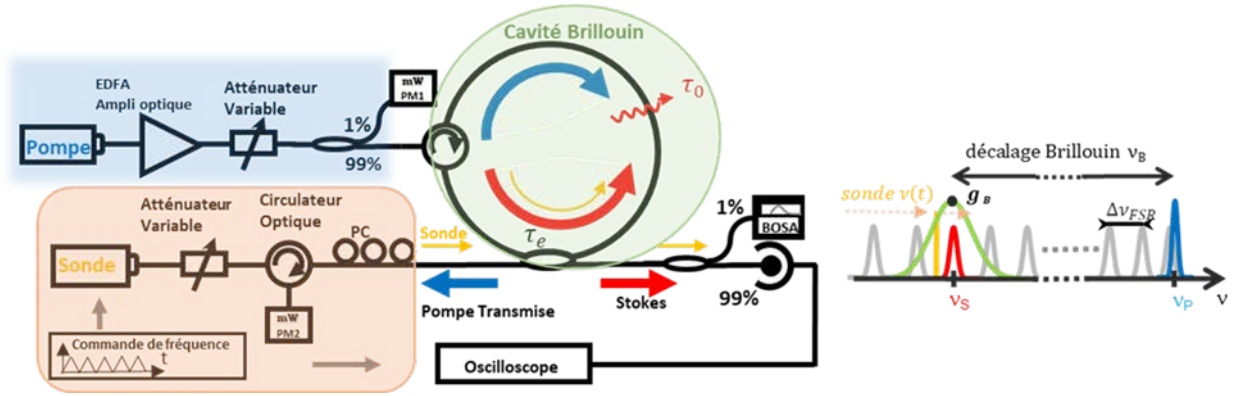 Cavité Brillouin
EDFA
Ampli optique
Atténuateur
Variable
mW
PM1
1%
99%
Pompe
τ0
Atténuateur
Variable
Circulateur
Optique
PC
Sonde
Sonde
mW
PM2
Commande de fréquence
t
τe
1%
BOSA
99%
Pompe Transmise
Stokes
Oscilloscope
décalage Brillouin νB
sonde ν(t)
gB
ΔνFSR
νS
νP
ν